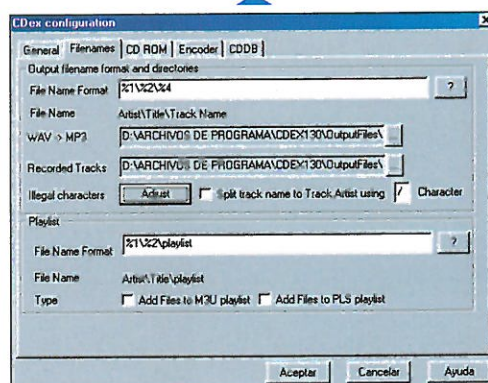 CDex configuration
General Filenames CD ROM Encoder CDDB
Output filename format and directories
File Name Format %1\%2\%4 ?
File Name Artist\Title\Track Name
WAV -> MP3 D:\ARCHIVOS DE PROGRAMA\CDEX130\OutputFiles\ ...
Recorded Tracks D:\ARCHIVOS DE PROGRAMA\CDEX130\OutputFiles\ ...
Illegal characters Adjust Split track name to Track Artist using / Character
Playlist
File Name Format %1\%2\playlist ?
File Name Artist\Title\playlist
Type Add Files to M3U playlist Add Files to PLS playlist
Aceptar Cancelar Ayuda